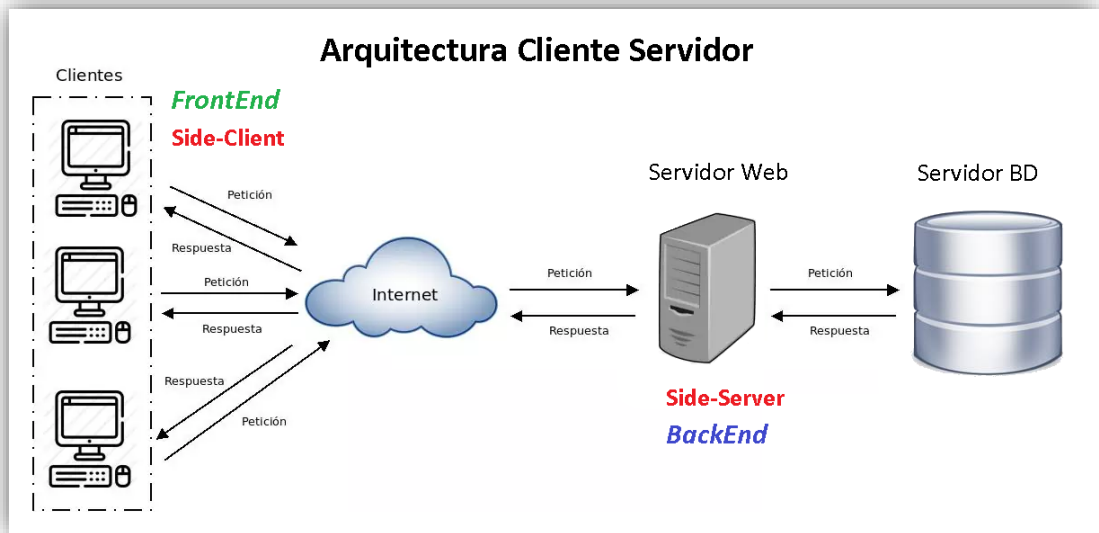 Arquitectura Cliente Servidor
Clientes
FrontEnd
Side-Client
Petición
Respuesta
Petición
Respuesta
Respuesta
Petición
Internet
Petición
Respuesta
Servidor Web
Side-Server
BackEnd
Petición
Respuesta
Servidor BD